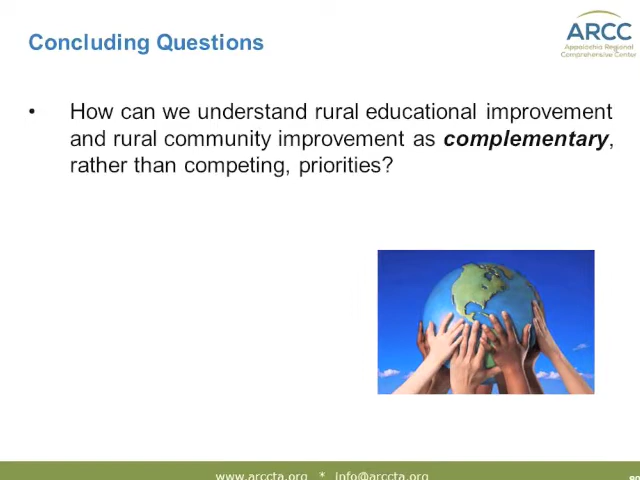 Concluding Questions
ARCC
Appalachia Regional
Comprehensive Center
• How can we understand rural educational improvement
and rural community improvement as complementary,
rather than competing, priorities?
www.arccta.org * Info@arccta.org